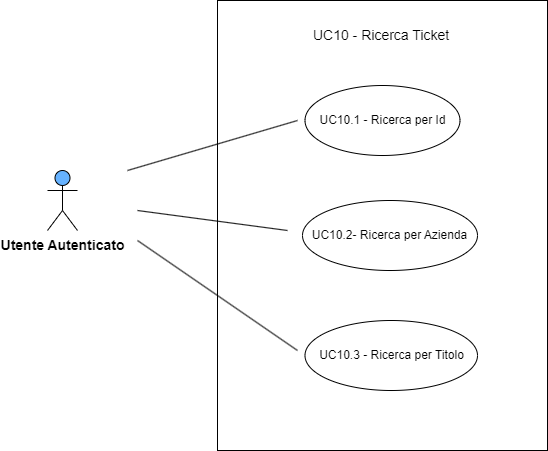 UC10 - Ricerca Ticket
UC10.1 - Ricerca per Id
UC10.2- Ricerca per Azienda
Utente Autenticato
UC10.3 - Ricerca per Titolo